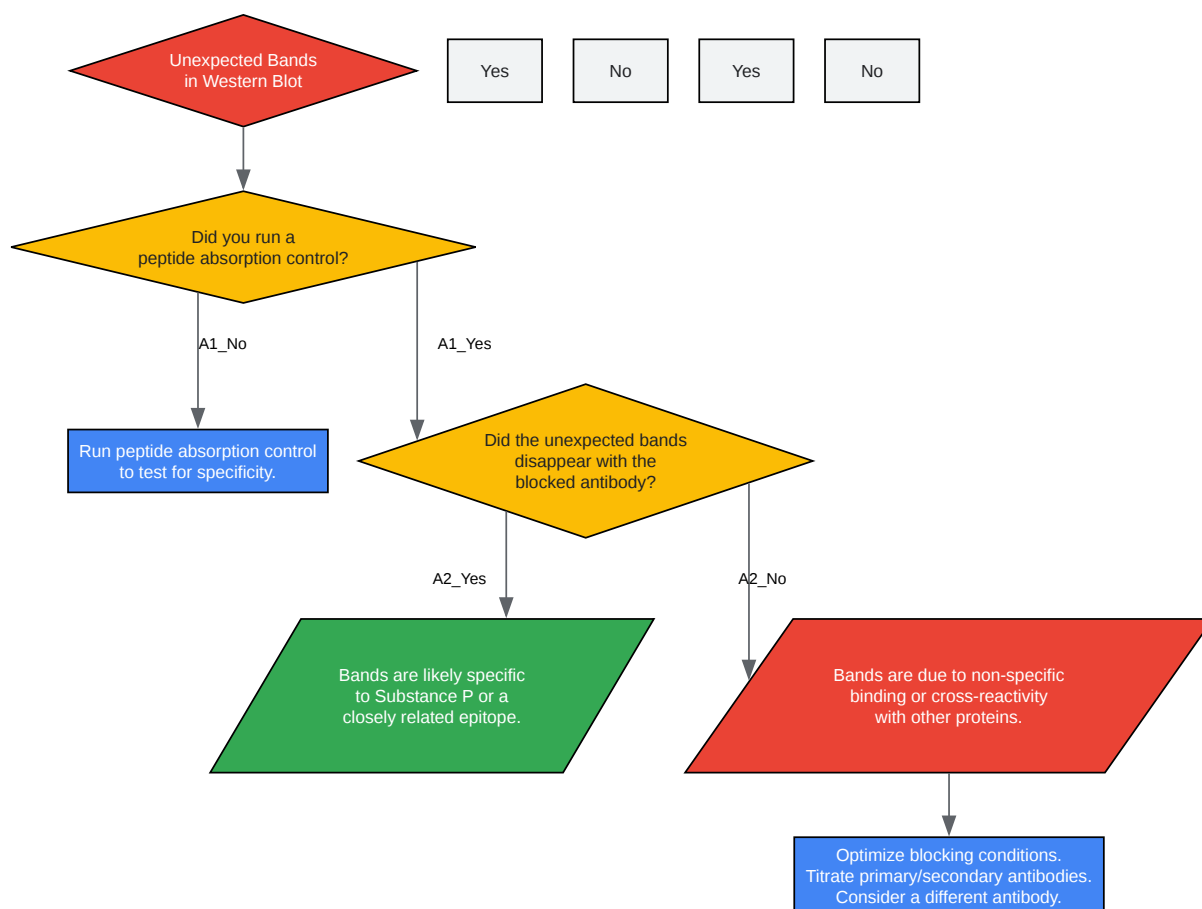 Unexpected Bands
in Western Blot
Yes
No
Yes
No
Did you run a
peptide absorption control?
A1_No
A1_Yes
Run peptide absorption control
to test for specificity.
Did the unexpected bands
disappear with the
blocked antibody?
A2_Yes
A2_No
Bands are likely specific
to Substance P or a
closely related epitope.
Bands are due to non-specific
binding or cross-reactivity
with other proteins.
Optimize blocking conditions.
Titrate primary/secondary antibodies.
Consider a different antibody.